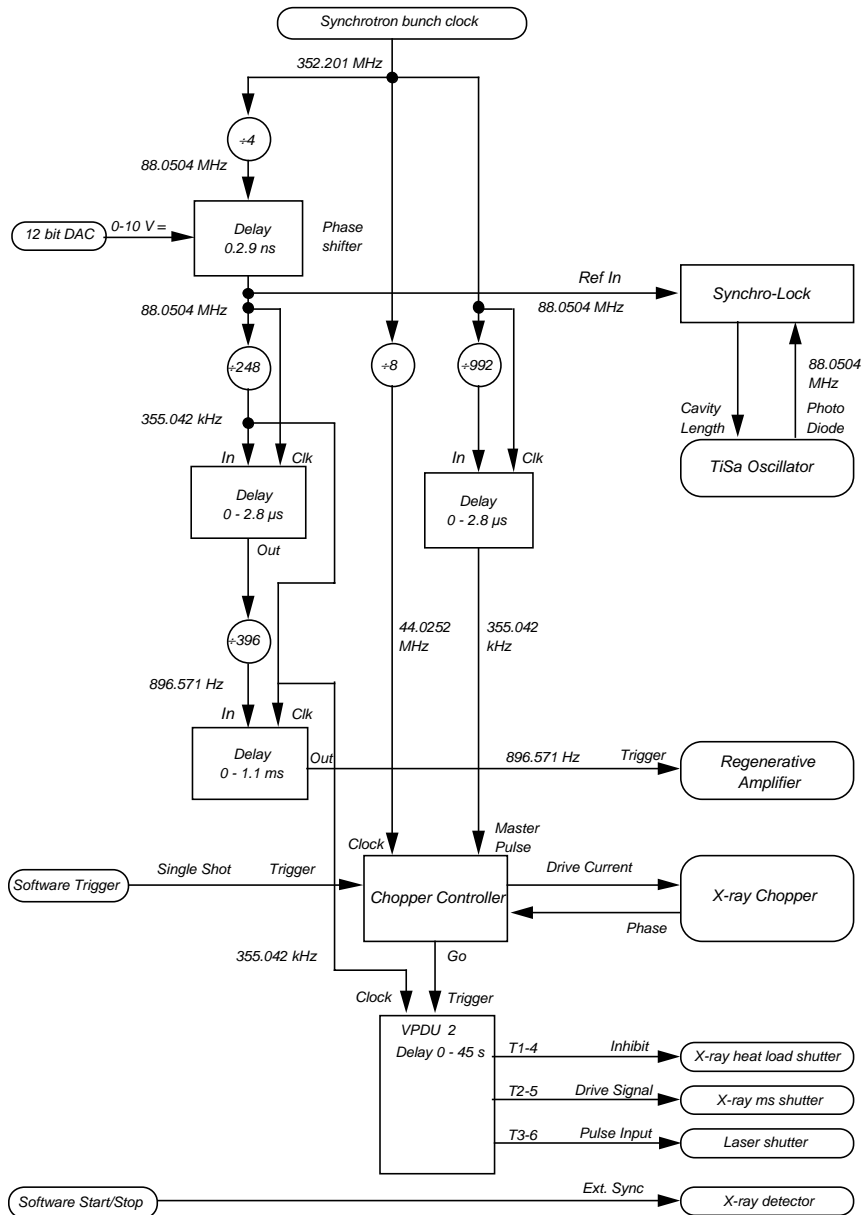 Synchrotron bunch clock
352.201 MHz
÷4
88.0504 MHz
12 bit DAC
0-10 V =
Delay
0.2.9 ns
Phase
shifter
Ref In
88.0504 MHz
Synchro-Lock
88.0504 MHz
÷248
÷8
÷992
88.0504
MHz
355.042 kHz
Cavity
Length
Photo
Diode
TiSa Oscillator
In
Clk
Delay
0 - 2.8 µs
Out
In
Clk
Delay
0 - 2.8 µs
÷396
44.0252
MHz
355.042
kHz
896.571 Hz
In
Clk
Delay
0 - 1.1 ms
Out
896.571 Hz
Trigger
Regenerative
Amplifier
Clock
Master
Pulse
Software Trigger
Single Shot
Trigger
Chopper Controller
Drive Current
Phase
X-ray Chopper
355.042 kHz
Go
Clock
Trigger
VPDU 2
Delay 0 - 45 s
T1-4
Inhibit
X-ray heat load shutter
T2-5
Drive Signal
X-ray ms shutter
T3-6
Pulse Input
Laser shutter
Software Start/Stop
Ext. Sync
X-ray detector